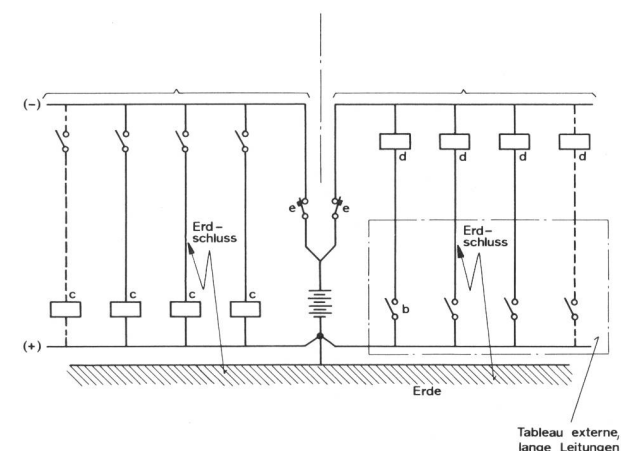 (-)
d d d d
e e
Erd-
schluss
Erd-
schluss
c c c c
b
(+)
Erde
Tableau externe,
lange Leitungen